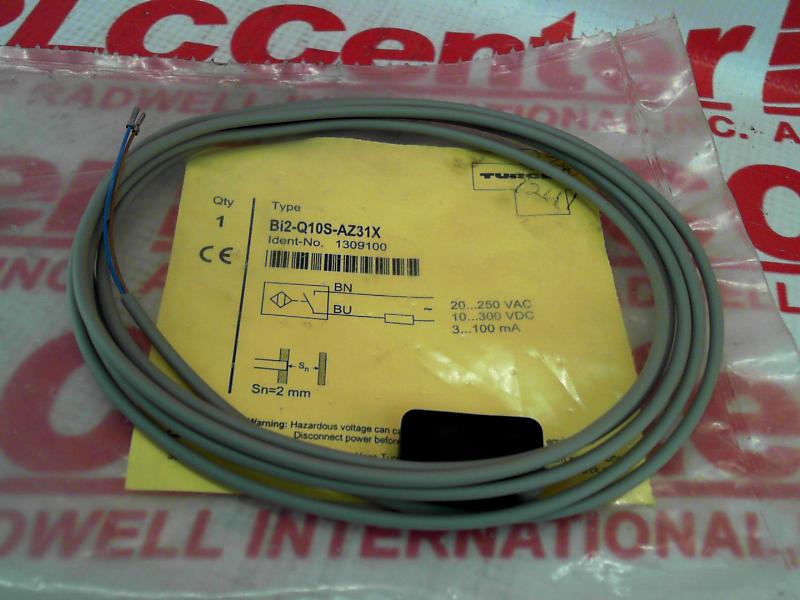 PLCCenter
RADWELL INTERNATIONAL, INC. A
TURCK
Qty
Type
1
Bi2-Q10S-AZ31X
Ident-No. 1309100
CE
BN
BU
~
20...250 VAC
10...300 VDC
3...100 mA
Sn
Sn=2 mm
Warning: Hazardous voltage can
Disconnect power before
RADWELL INTERNATIONAL,